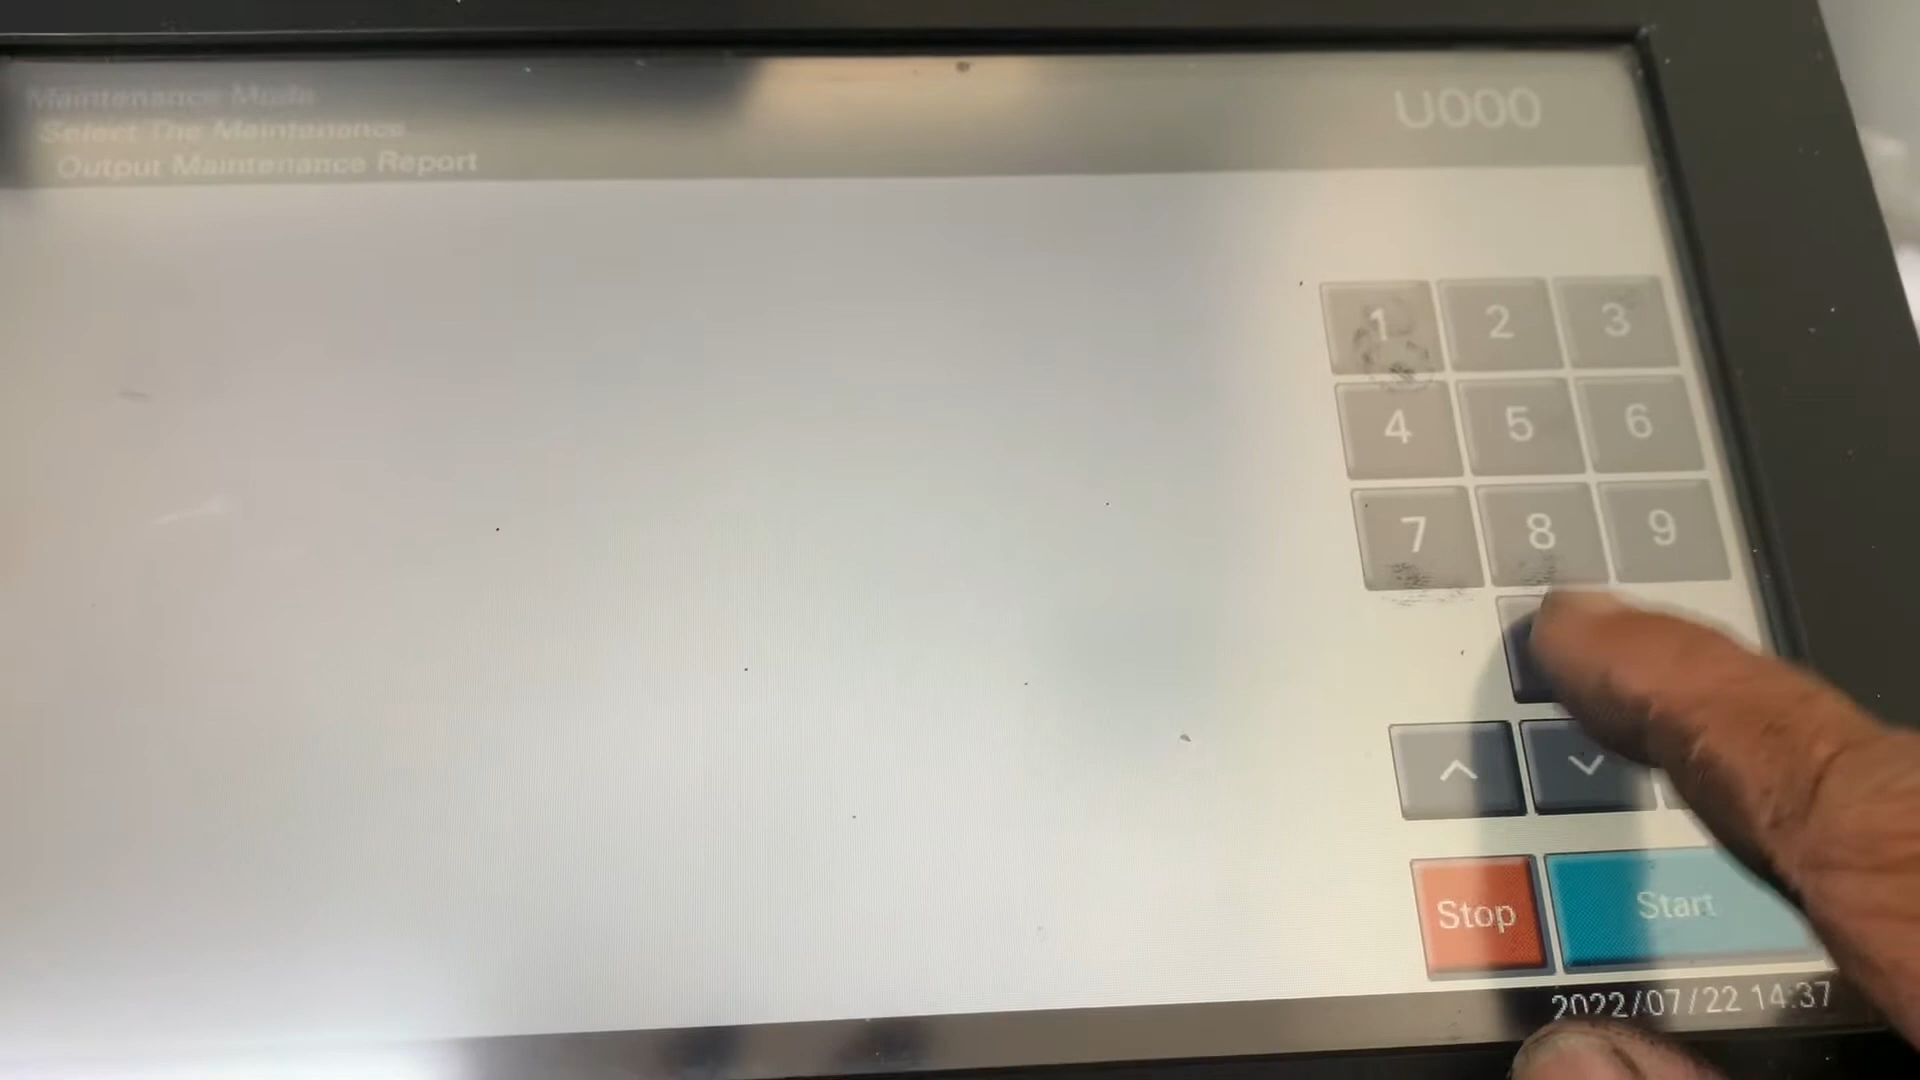 Maintenance Mode
Select The Maintenance
Output Maintenance Report
U000
1 2 3
4 5 6
7 8 9
Stop
Start
2022/07/22 14:37